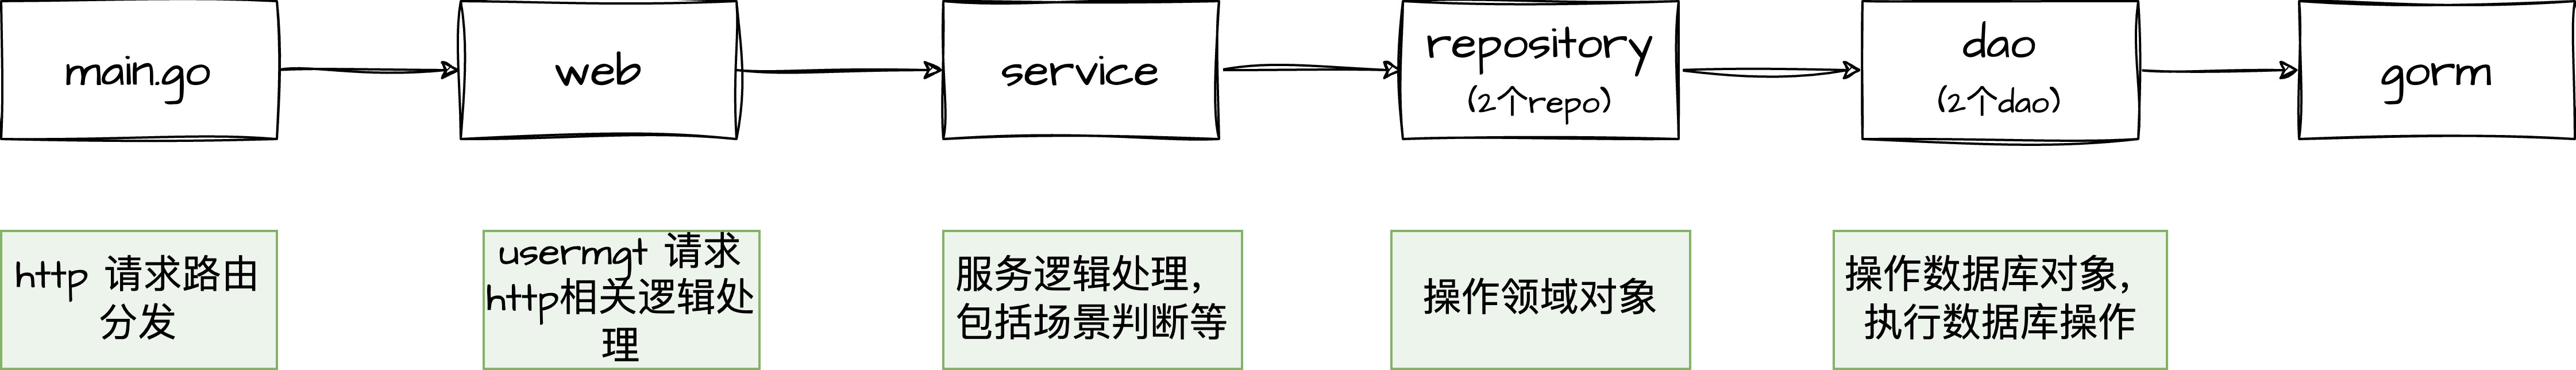 main.go
web
service
repository
(2个repo)
dao
(2个dao)
gorm
http 请求路由
分发
usermgt 请求
http相关逻辑处
理
服务逻辑处理，
包括场景判断等
操作领域对象
操作数据库对象，
执行数据库操作